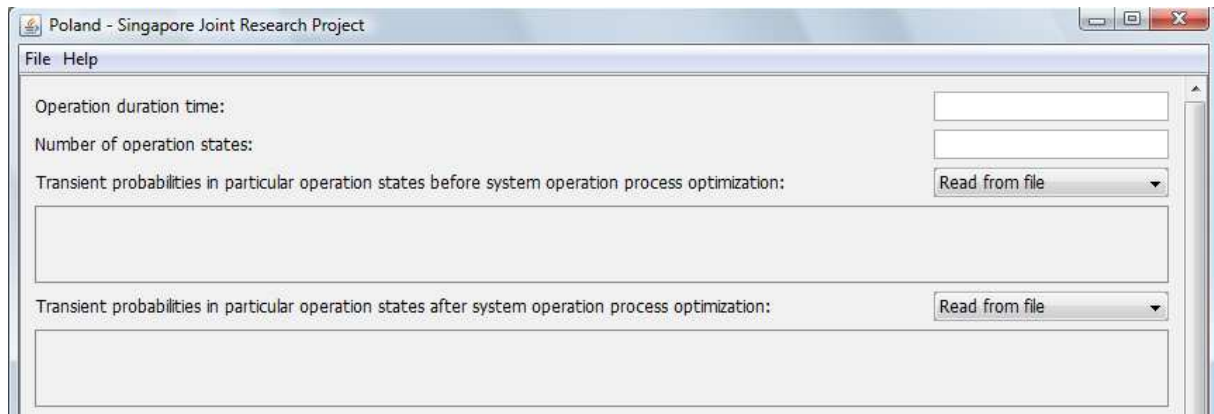 Poland - Singapore Joint Research Project
File Help
Operation duration time:
Number of operation states:
Transient probabilities in particular operation states before system operation process optimization: Read from file
Transient probabilities in particular operation states after system operation process optimization: Read from file